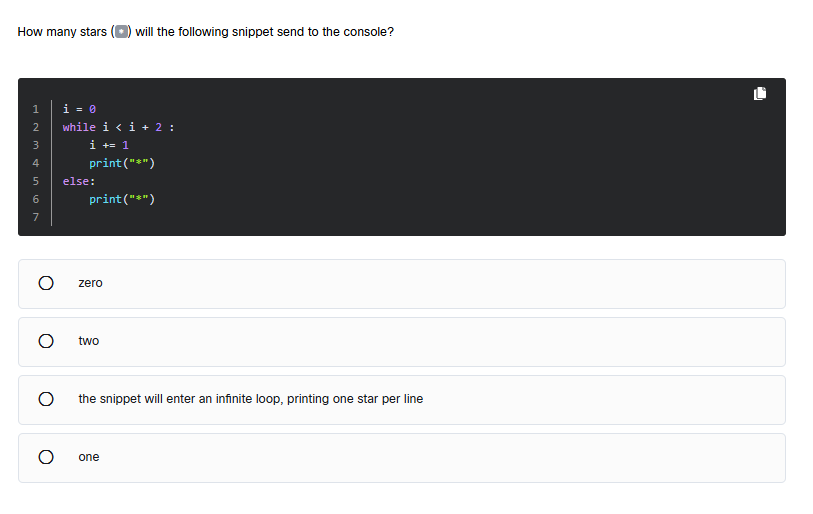 How many stars (*) will the following snippet send to the console?
1 i = 0
2 while i < i + 2 :
3     i += 1
4     print("*")
5 else:
6     print("*")
7
zero
two
the snippet will enter an infinite loop, printing one star per line
one